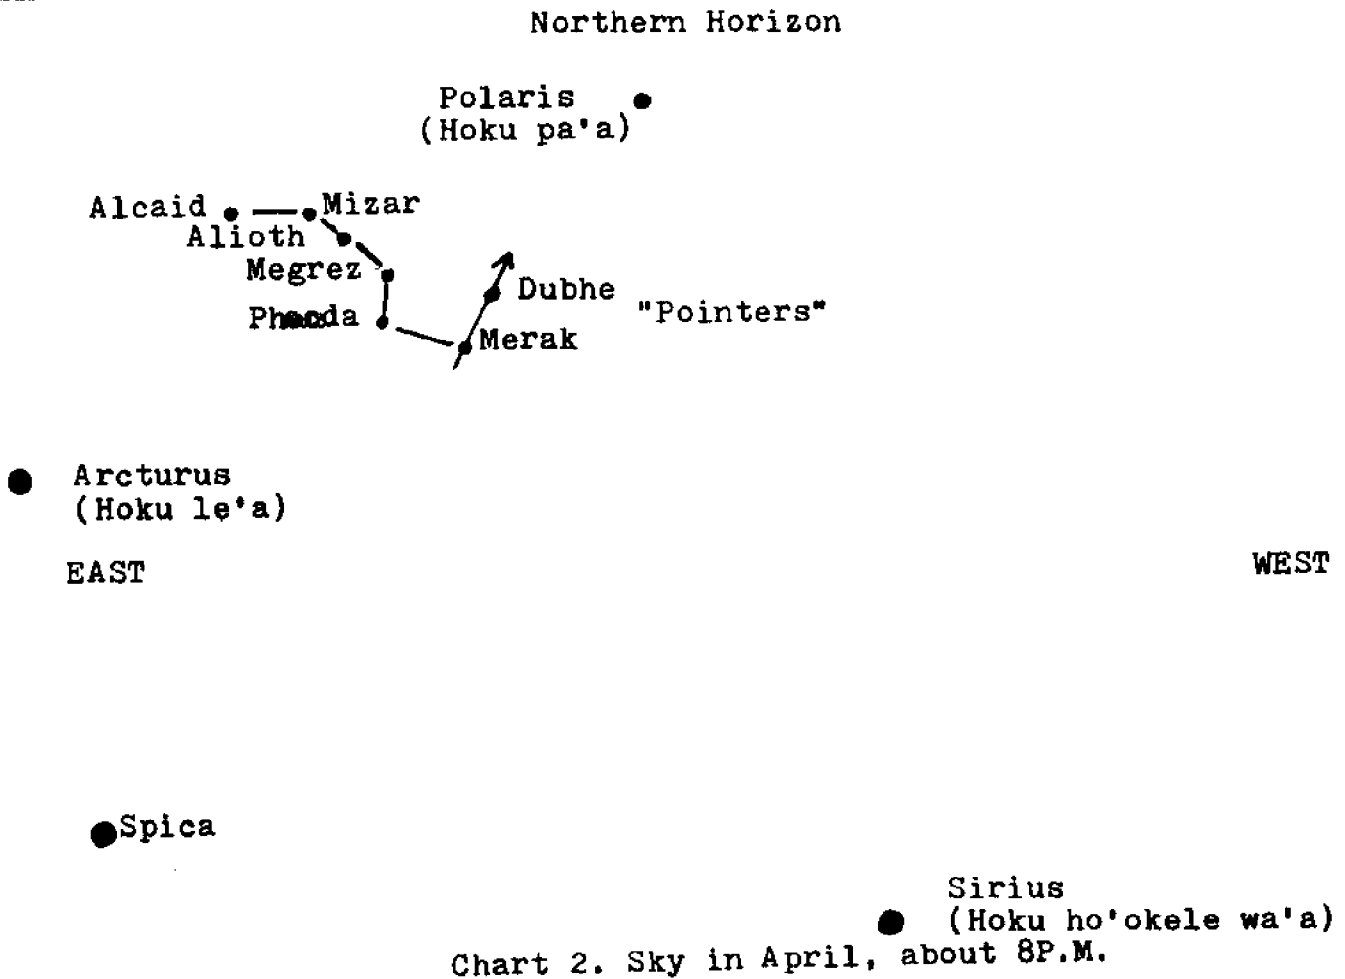 Northern Horizon
Polaris
(Hoku pa'a)
Alcaid
Mizar
Alioth
Megrez
Dubhe
"Pointers"
Merak
Arcturus
(Hoku le'a)
EAST
WEST
Spica
Sirius
(Hoku ho'okele wa'a)
Chart 2. Sky in April, about 8P.M.